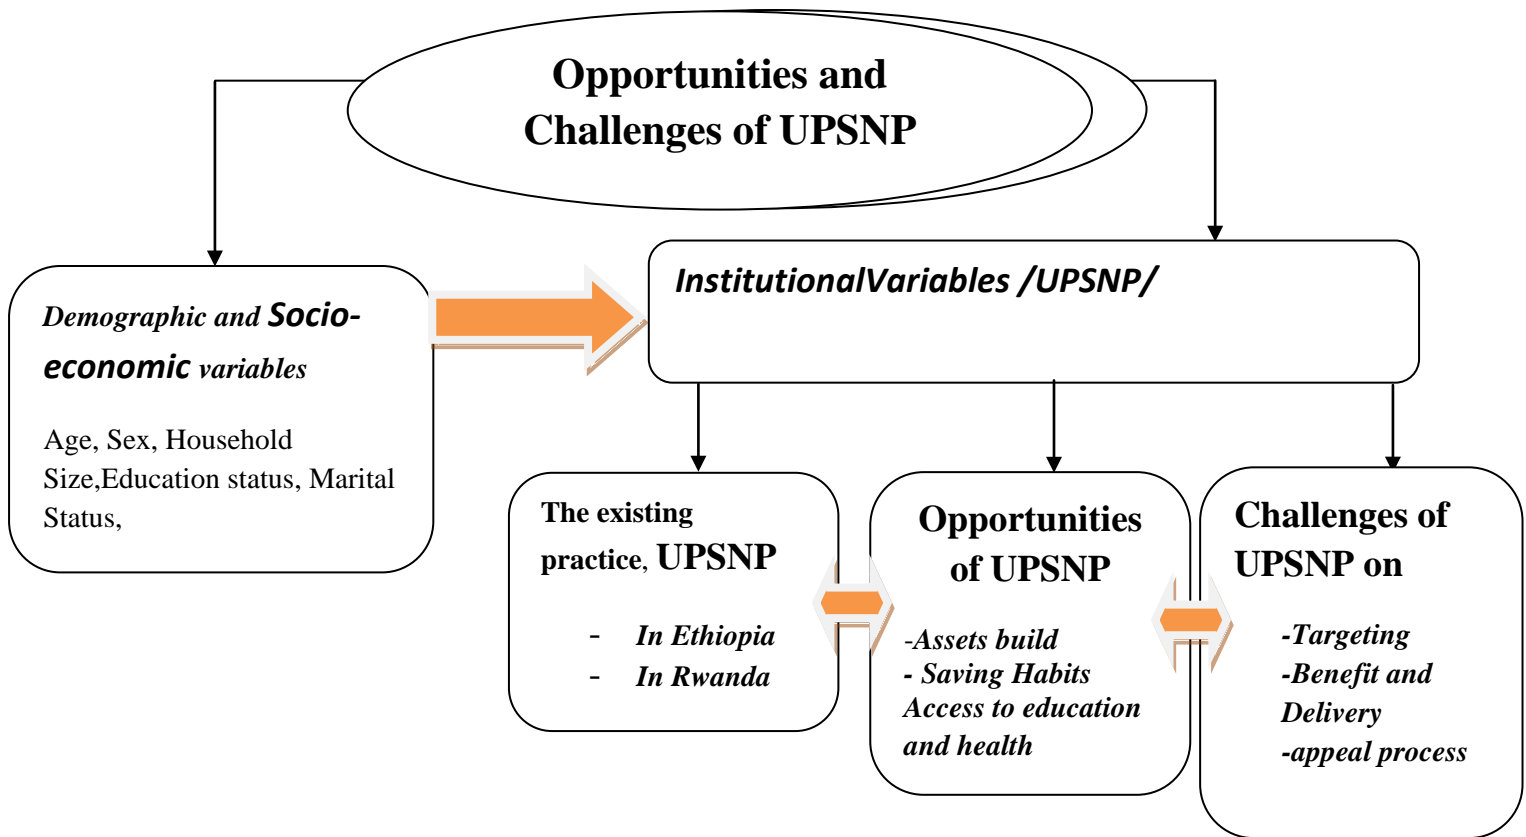 Opportunities and
Challenges of UPSNP
Demographic and Socio-
economic variables
Age, Sex, Household
Size,Education status, Marital
Status,
InstitutionalVariables /UPSNP/
The existing
practice, UPSNP
- In Ethiopia
- In Rwanda
Opportunities
of UPSNP
-Assets build
- Saving Habits
Access to education
and health
Challenges of
UPSNP on
-Targeting
-Benefit and
Delivery
-appeal process